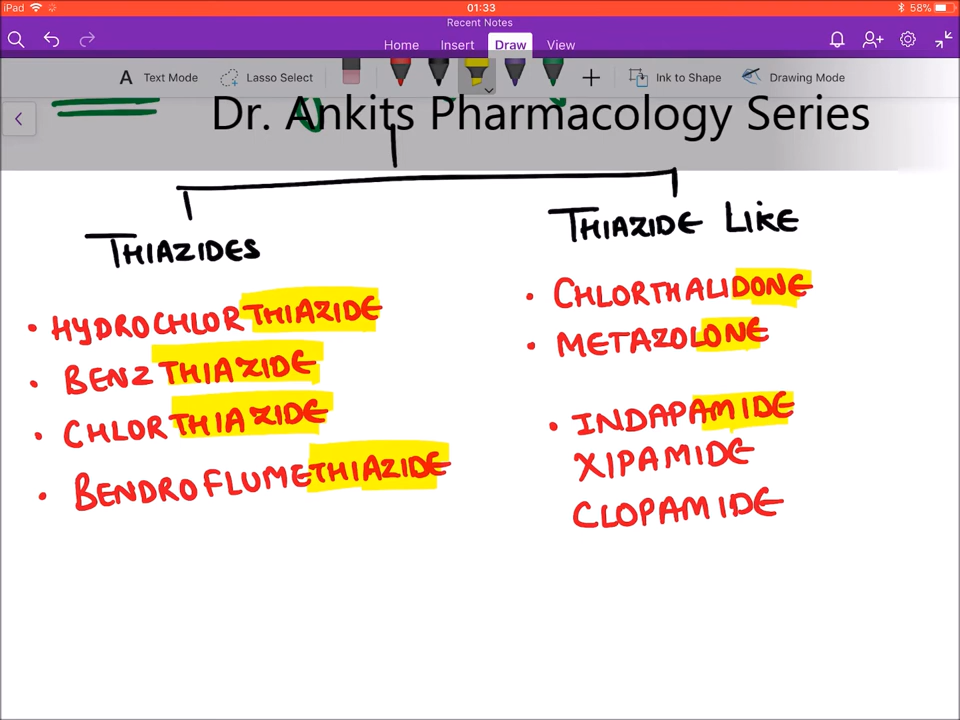 iPad
01:33
58%
Recent Notes
Home Insert Draw View
A Text Mode Lasso Select Ink to Shape Drawing Mode
Dr. Ankits Pharmacology Series
THIAZIDES
• HYDROCHLORTHIAZIDE
• BENZTHIAZIDE
• CHLORTHIAZIDE
• BENDROFLUMETHIAZIDE
THIAZIDE LIKE
• CHLORTHALIDONE
• METAZOLONE
• INDAPAMIDE
XIPAMIDE
CLOPAMIDE